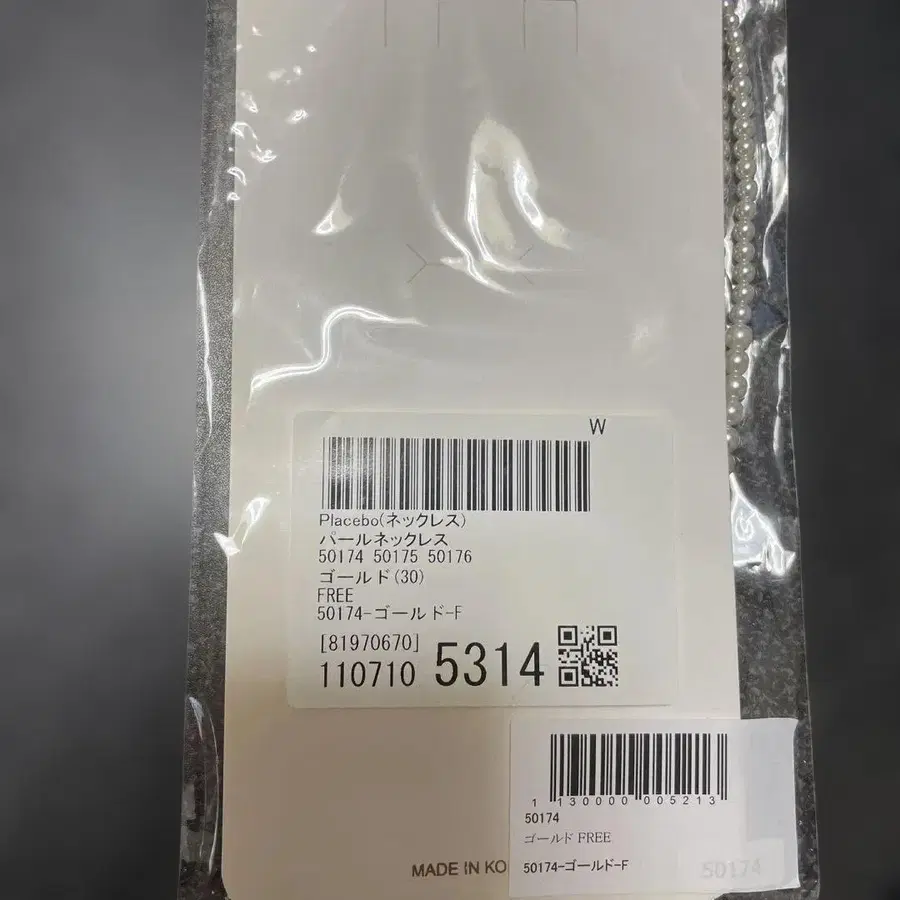 W
Placebo(ネックレス)
パールネックレス
50174 50175 50176
ゴールド(30)
FREE
50174-ゴールド-F
[81970670]
110710 5314
1 130000 005213
50174
ゴールド FREE
50174-ゴールド-F
50174
MADE IN KO